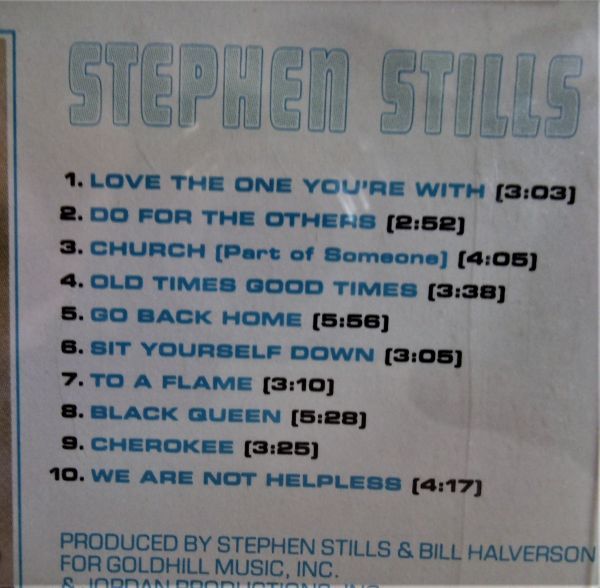 STEPHEN STILLS
1. LOVE THE ONE YOU'RE WITH [3:03]
2. DO FOR THE OTHERS [2:52]
3. CHURCH [Part of Someone] [4:05]
4. OLD TIMES GOOD TIMES [3:38]
5. GO BACK HOME [5:56]
6. SIT YOURSELF DOWN [3:05]
7. TO A FLAME [3:10]
8. BLACK QUEEN [5:28]
9. CHEROKEE [3:25]
10. WE ARE NOT HELPLESS [4:17]
PRODUCED BY STEPHEN STILLS & BILL HALVERSON
FOR GOLDHILL MUSIC, INC.
& JORDAN PRODUCTIONS, INC.